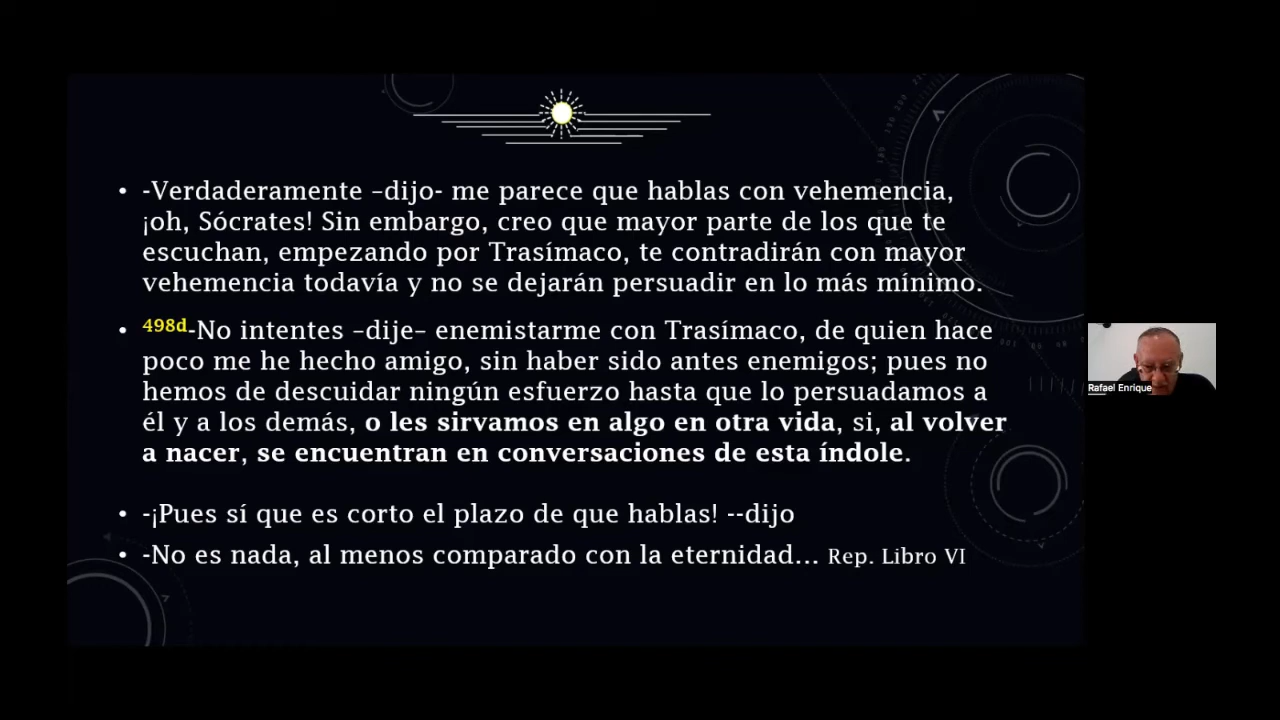 • -Verdaderamente –dijo- me parece que hablas con vehemencia,
¡oh, Sócrates! Sin embargo, creo que mayor parte de los que te
escuchan, empezando por Trasímaco, te contradirán con mayor
vehemencia todavía y no se dejarán persuadir en lo más mínimo.
• 498d-No intentes –dije– enemistarme con Trasímaco, de quien hace
poco me he hecho amigo, sin haber sido antes enemigos; pues no
hemos de descuidar ningún esfuerzo hasta que lo persuadamos a
él y a los demás, o les sirvamos en algo en otra vida, si, al volver
a nacer, se encuentran en conversaciones de esta índole.
• -¡Pues sí que es corto el plazo de que hablas! --dijo
• -No es nada, al menos comparado con la eternidad... Rep. Libro VI
Rafael Enrique